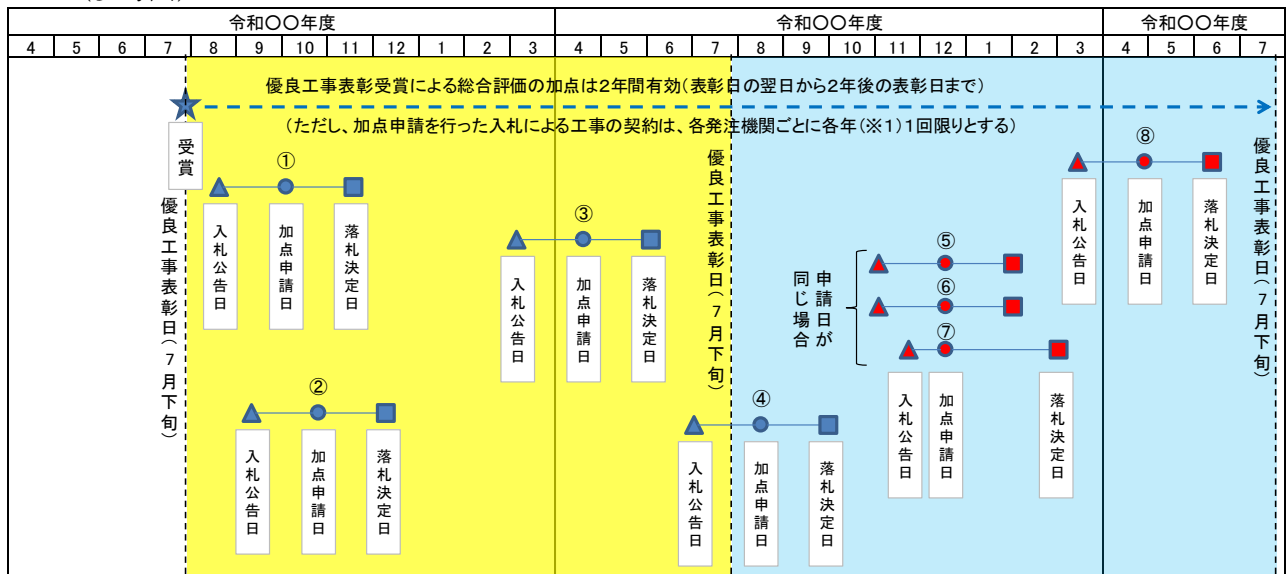 令和〇〇年度 令和〇〇年度 令和〇〇年度
4 5 6 7 8 9 10 11 12 1 2 3 4 5 6 7 8 9 10 11 12 1 2 3 4 5 6 7
優良工事表彰受賞による総合評価の加点は2年間有効(表彰日の翌日から2年後の表彰日まで)
(ただし、加点申請を行った入札による工事の契約は、各発注機関ごとに各年(※1)1回限りとする)
受賞
優良工事表彰日(7月下旬)
①
入札公告日
加点申請日
落札決定日
②
入札公告日
加点申請日
落札決定日
③
入札公告日
加点申請日
落札決定日
優良工事表彰日(7月下旬)
④
入札公告日
加点申請日
落札決定日
申請日が
同じ場合
⑤
⑥
⑦
入札公告日
加点申請日
落札決定日
⑧
入札公告日
加点申請日
落札決定日
優良工事表彰日(7月下旬)